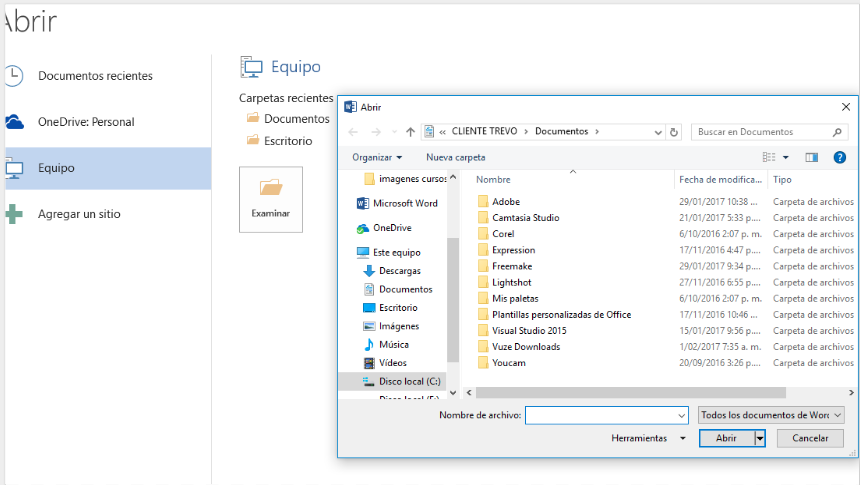 Abrir
Documentos recientes
OneDrive: Personal
Equipo
Agregar un sitio
Equipo
Carpetas recientes
Documentos
Escritorio
Examinar
Abrir
« CLIENTE TREVO > Documentos >
Buscar en Documentos
Organizar
Nueva carpeta
?
imagenes cursos
Microsoft Word
OneDrive
Este equipo
Descargas
Documentos
Escritorio
Imágenes
Música
Vídeos
Disco local (C:)
Nombre Fecha de modifica... Tipo
Adobe 29/01/2017 10:38 ... Carpeta de archivos
Camtasia Studio 21/01/2017 5:33 p.... Carpeta de archivos
Corel 6/10/2016 2:07 p. m. Carpeta de archivos
Expression 17/11/2016 4:47 p.... Carpeta de archivos
Freemake 29/01/2017 9:34 p.... Carpeta de archivos
Lightshot 27/11/2016 6:55 p.... Carpeta de archivos
Mis paletas 6/10/2016 2:07 p. m. Carpeta de archivos
Plantillas personalizadas de Office 17/11/2016 10:46 ... Carpeta de archivos
Visual Studio 2015 15/01/2017 9:56 p.... Carpeta de archivos
Vuze Downloads 1/02/2017 7:35 a. m. Carpeta de archivos
Youcam 20/09/2016 3:26 p.... Carpeta de archivos
Nombre de archivo:
Todos los documentos de Word
Herramientas
Abrir
Cancelar